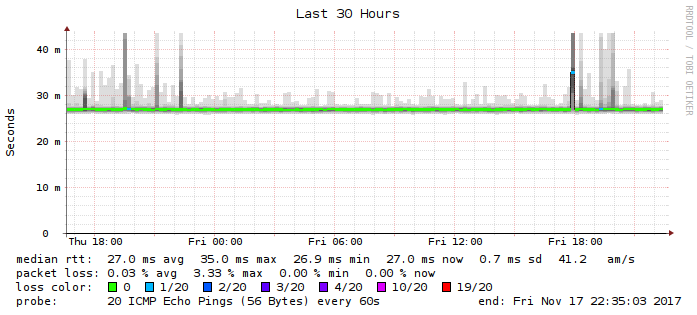 Last 30 Hours
RRDTOOL / TOBI OETIKER
Seconds
40 m
30 m
20 m
10 m
0
Thu 18:00 Fri 00:00 Fri 06:00 Fri 12:00 Fri 18:00
median rtt: 27.0 ms avg 35.0 ms max 26.9 ms min 27.0 ms now 0.7 ms sd 41.2 am/s
packet loss: 0.03 % avg 3.33 % max 0.00 % min 0.00 % now
loss color: 0 1/20 2/20 3/20 4/20 10/20 19/20
probe: 20 ICMP Echo Pings (56 Bytes) every 60s end: Fri Nov 17 22:35:03 2017